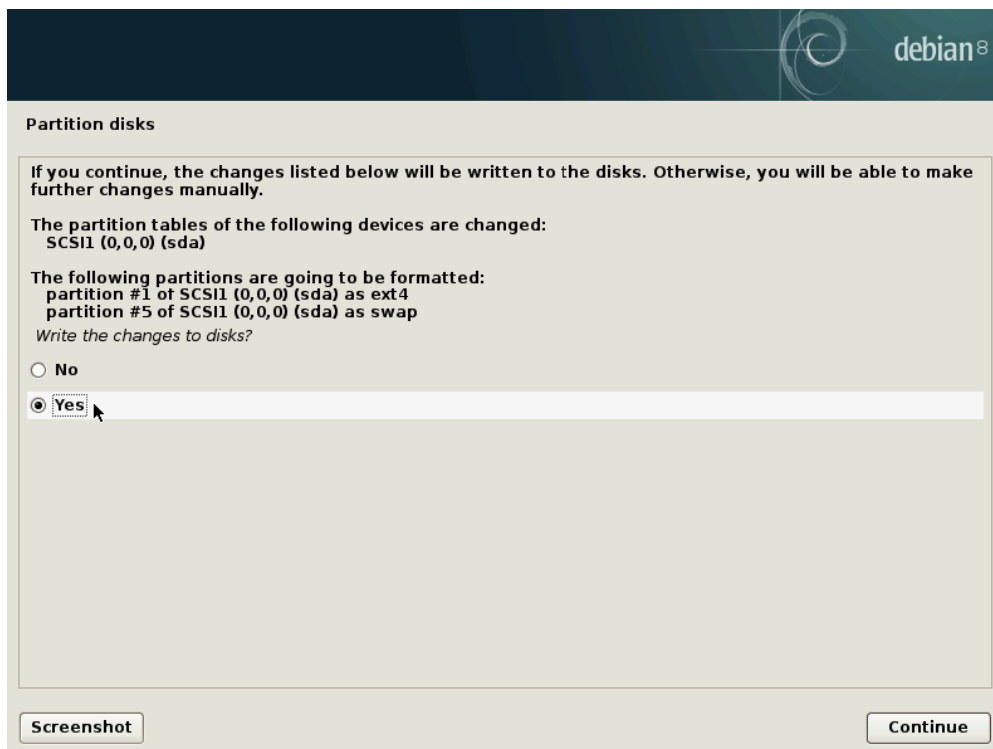 debian 8
Partition disks
If you continue, the changes listed below will be written to the disks. Otherwise, you will be able to make
further changes manually.
The partition tables of the following devices are changed:
SCSI1 (0,0,0) (sda)
The following partitions are going to be formatted:
partition #1 of SCSI1 (0,0,0) (sda) as ext4
partition #5 of SCSI1 (0,0,0) (sda) as swap
Write the changes to disks?
No
Yes
Screenshot
Continue